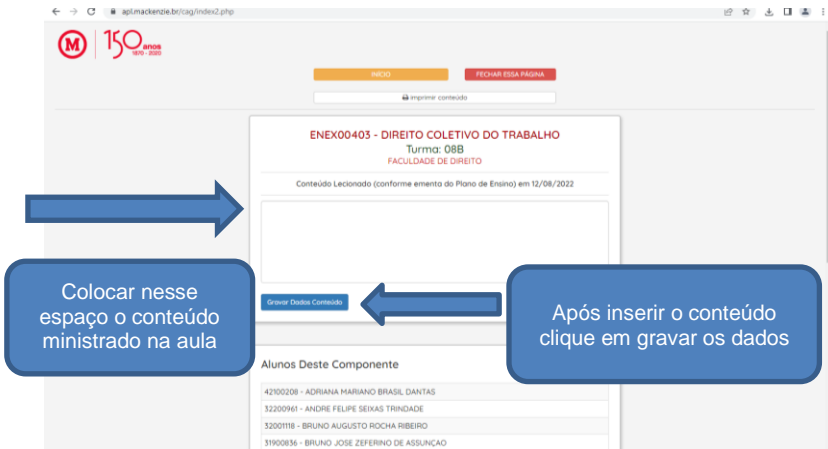 apl.mackenzie.br/cag/index2.php
M 150 anos
1870 - 2020
INÍCIO
FECHAR ESSA PÁGINA
imprimir conteúdo
ENEX00403 - DIREITO COLETIVO DO TRABALHO
Turma: 08B
FACULDADE DE DIREITO
Conteúdo Lecionado (conforme ementa do Plano de Ensino) em 12/08/2022
Gravar Dados Conteúdo
Colocar nesse
espaço o conteúdo
ministrado na aula
Após inserir o conteúdo
clique em gravar os dados
Alunos Deste Componente
42100208 - ADRIANA MARIANO BRASIL DANTAS
32200961 - ANDRE FELIPE SEIXAS TRINDADE
32001118 - BRUNO AUGUSTO ROCHA RIBEIRO
31900836 - BRUNO JOSE ZEFERINO DE ASSUNÇAO